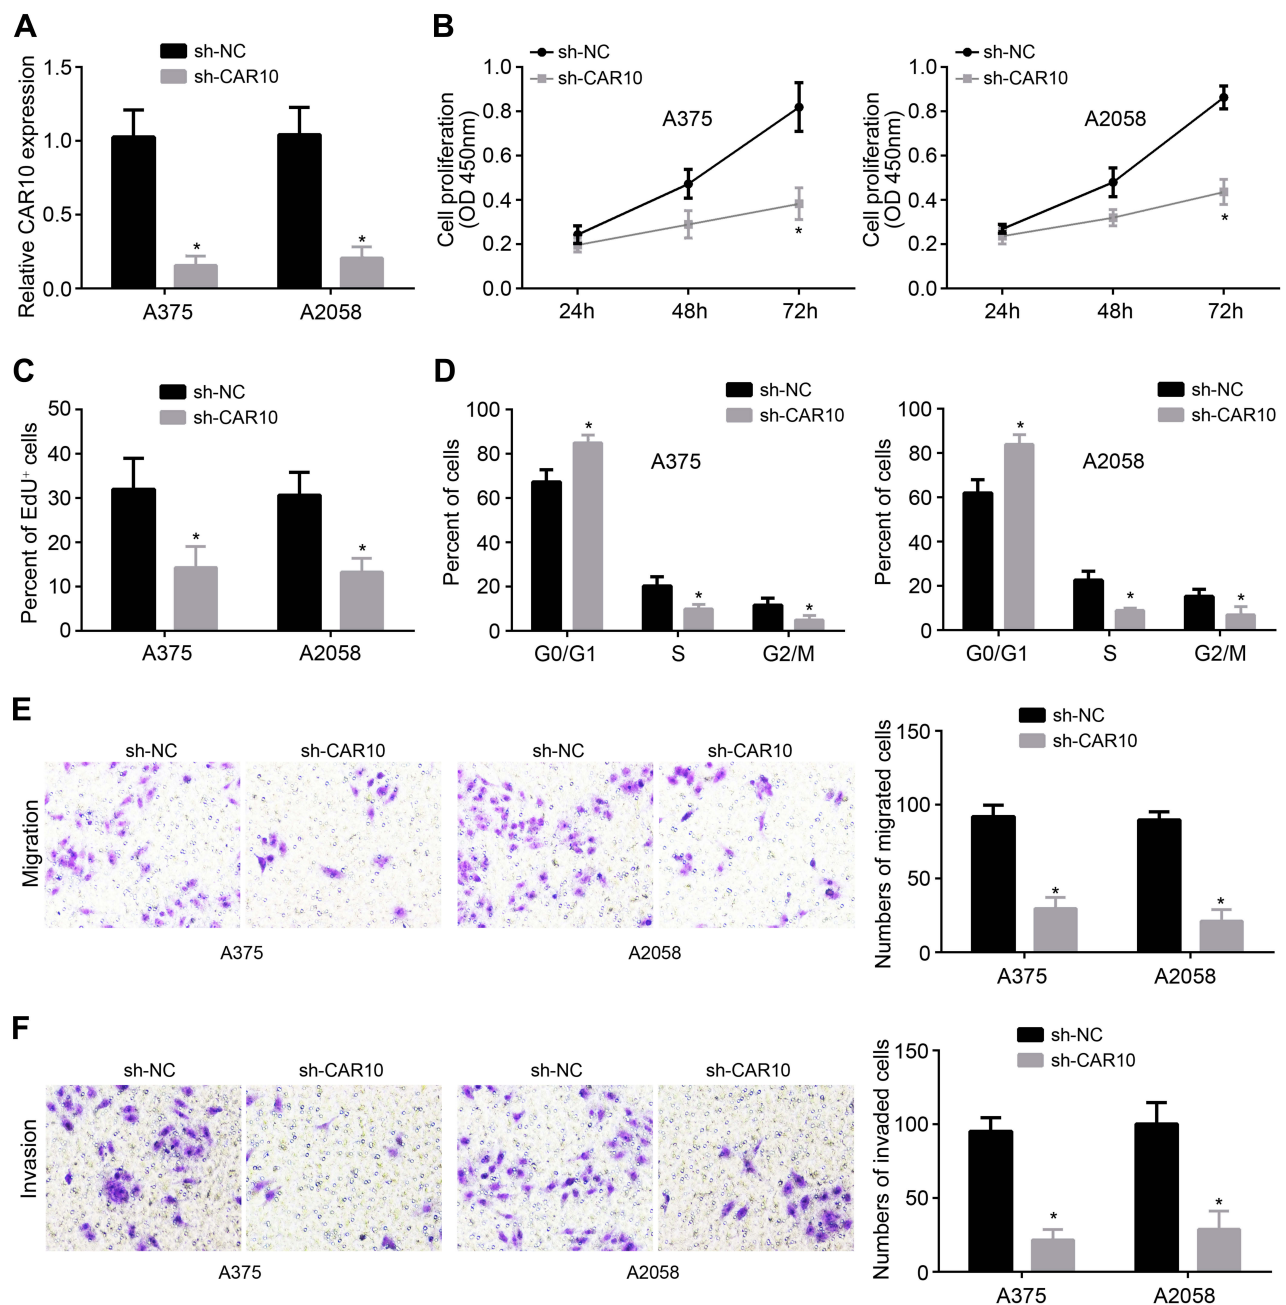 A
sh-NC
sh-CAR10
Relative CAR10 expression
1.5
1.0
0.5
0.0
*
*
A375
A2058
B
sh-NC
sh-CAR10
Cell proliferation
(OD 450nm)
1.0
0.8
0.6
0.4
0.2
0.0
A375
*
24h
48h
72h
sh-NC
sh-CAR10
Cell proliferation
(OD 450nm)
1.0
0.8
0.6
0.4
0.2
0.0
A2058
*
24h
48h
72h
C
sh-NC
sh-CAR10
Percent of EdU⁺ cells
50
40
30
20
10
0
*
*
A375
A2058
D
sh-NC
sh-CAR10
Percent of cells
100
80
60
40
20
0
A375
*
*
*
G0/G1
S
G2/M
sh-NC
sh-CAR10
Percent of cells
100
80
60
40
20
0
A2058
*
*
*
G0/G1
S
G2/M
E
sh-NC
sh-CAR10
sh-NC
sh-CAR10
Migration
A375
A2058
sh-NC
sh-CAR10
Numbers of migrated cells
150
100
50
0
*
*
A375
A2058
F
sh-NC
sh-CAR10
sh-NC
sh-CAR10
Invasion
A375
A2058
sh-NC
sh-CAR10
Numbers of invaded cells
150
100
50
0
*
*
A375
A2058